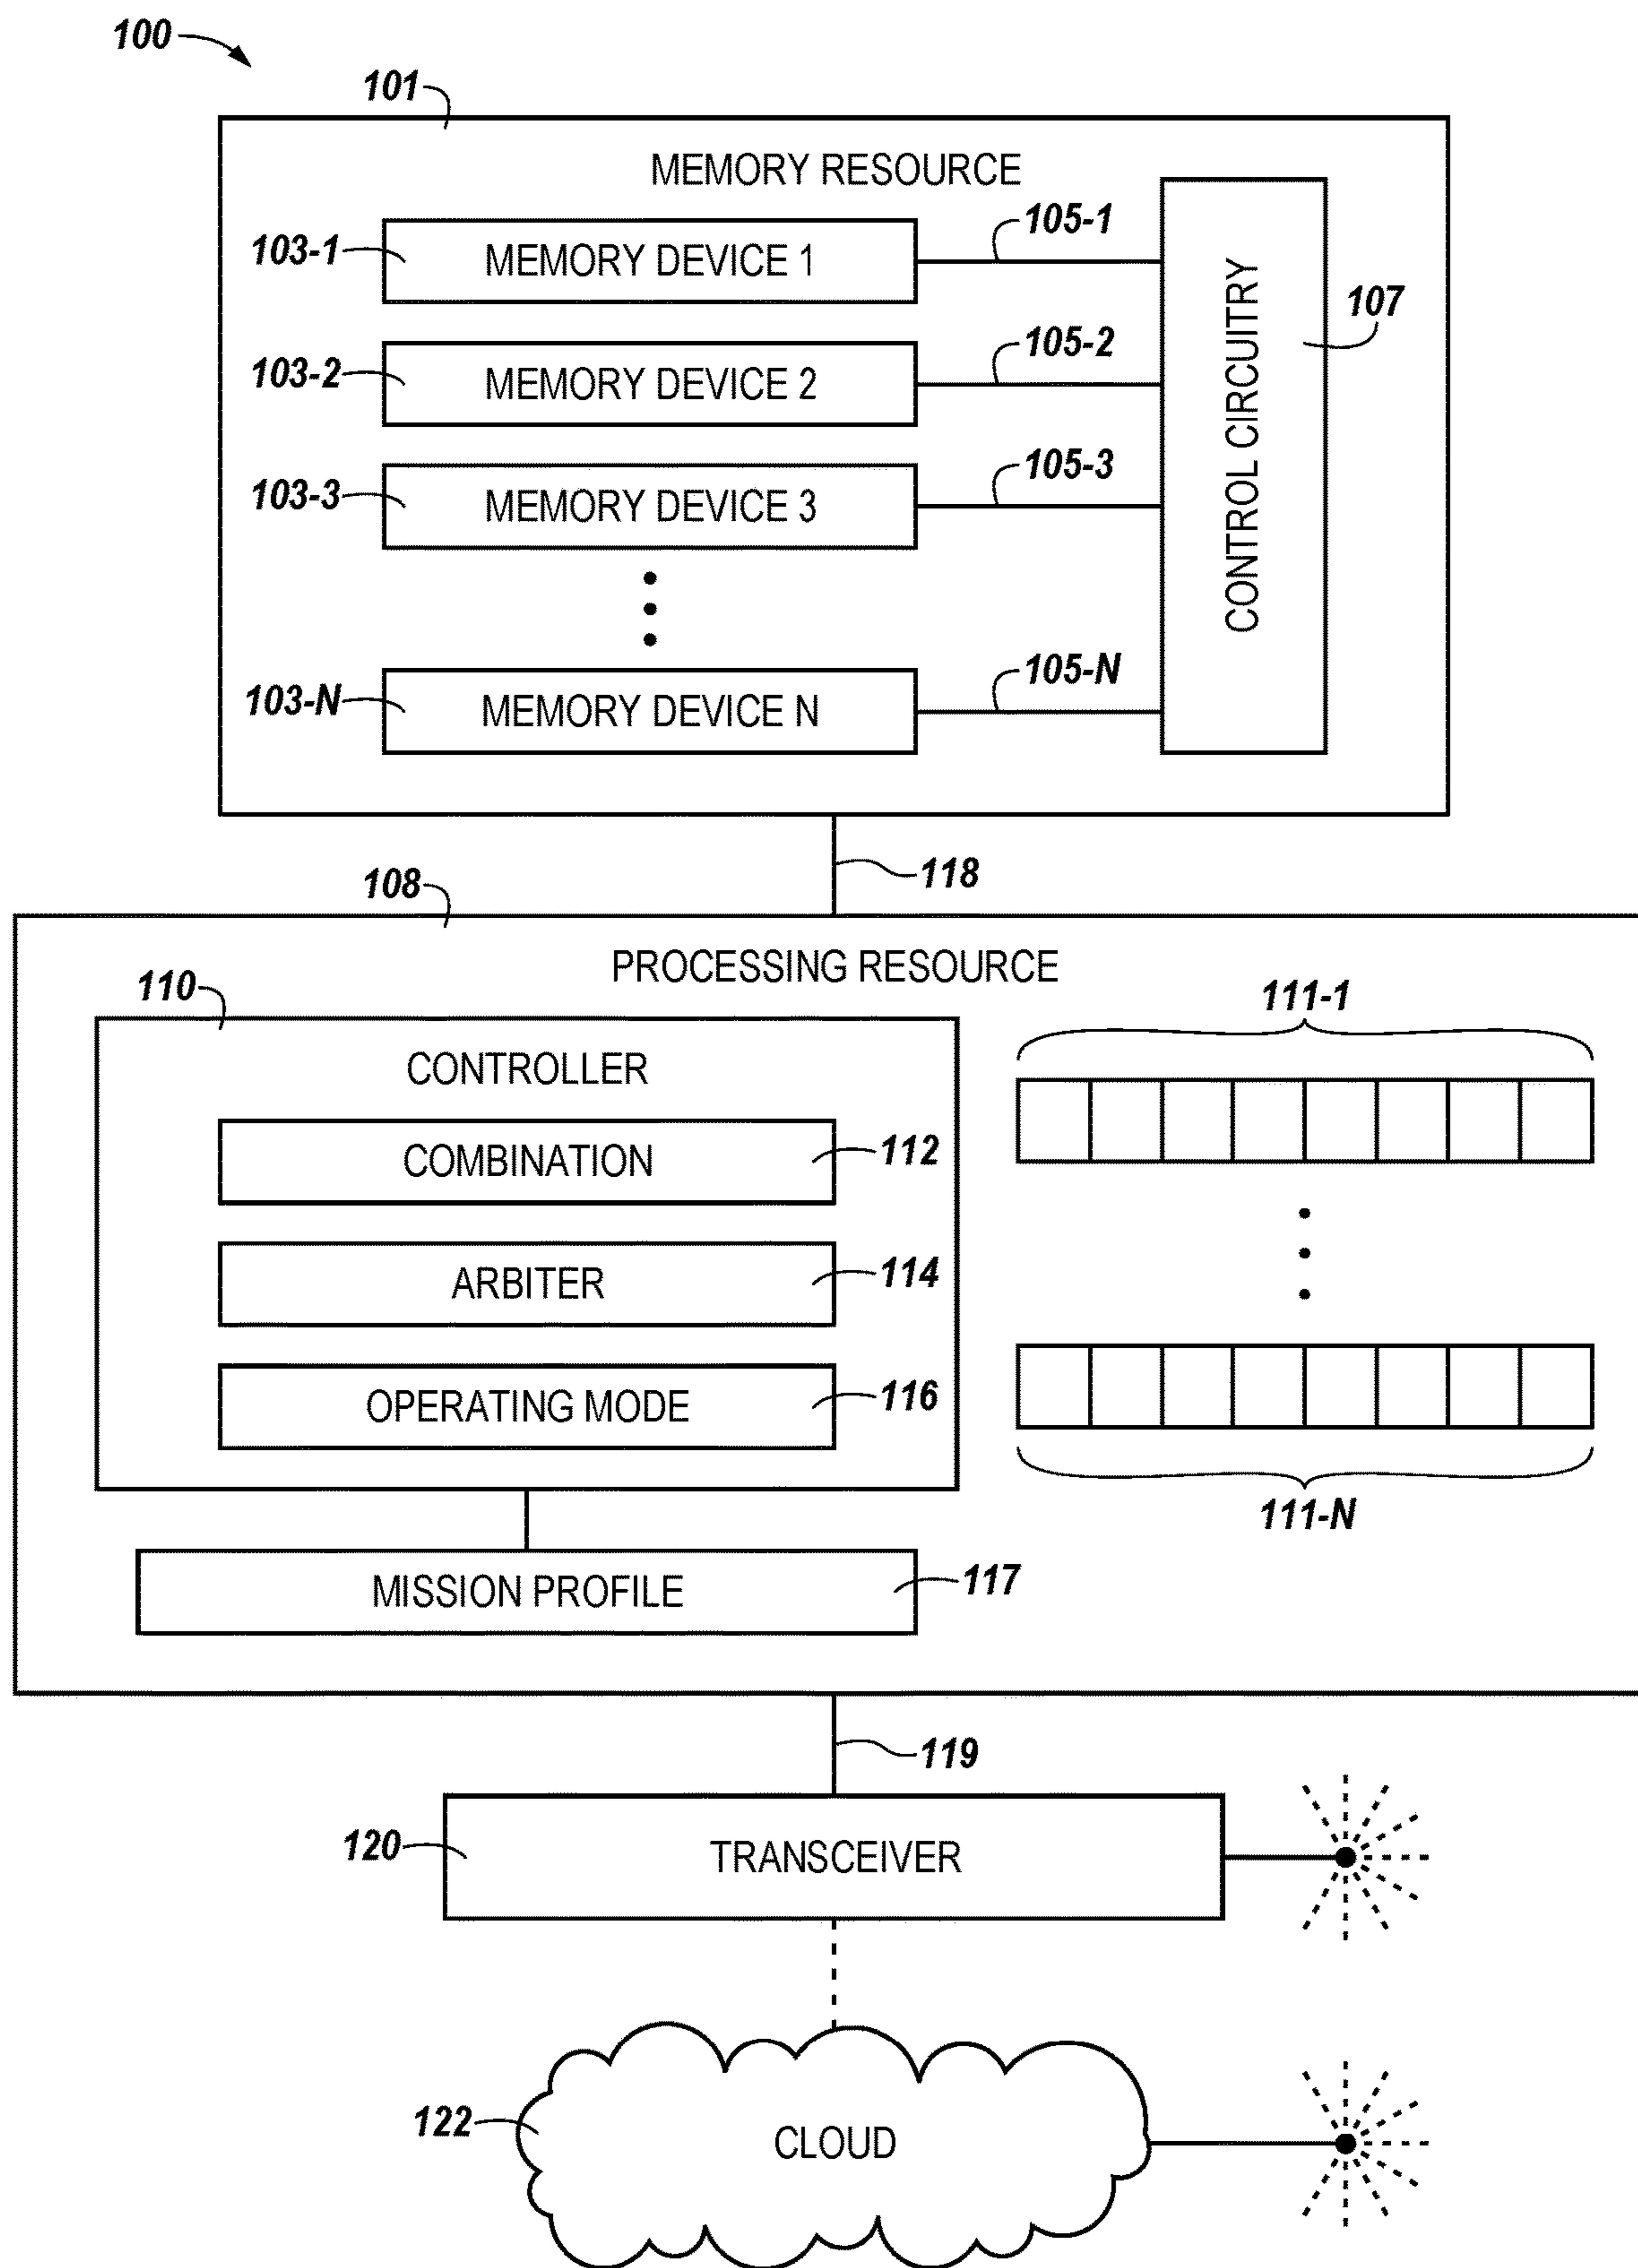 100
101
MEMORY RESOURCE
103-1
MEMORY DEVICE 1
105-1
103-2
MEMORY DEVICE 2
105-2
103-3
MEMORY DEVICE 3
105-3
103-N
MEMORY DEVICE N
105-N
CONTROL CIRCUITRY
107
118
108
PROCESSING RESOURCE
110
CONTROLLER
COMBINATION
112
ARBITER
114
OPERATING MODE
116
111-1
111-N
MISSION PROFILE
117
119
120
TRANSCEIVER
122
CLOUD